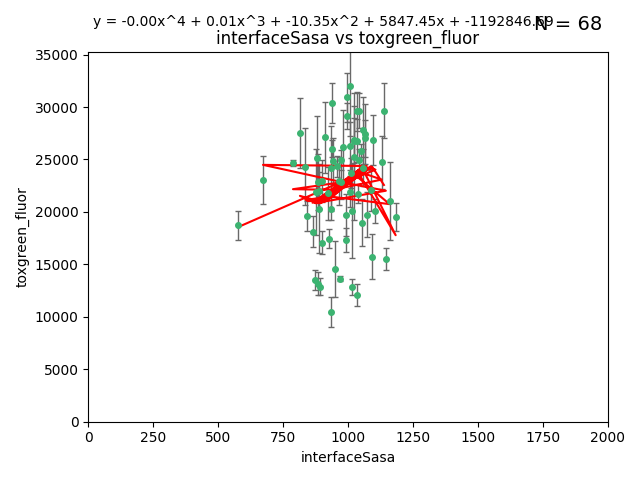 y = -0.00x^4 + 0.01x^3 + -10.35x^2 + 5847.45x + -1192846.69
N = 68
interfaceSasa vs toxgreen_fluor
35000
30000
25000
20000
15000
10000
5000
0
toxgreen_fluor
0 250 500 750 1000 1250 1500 1750 2000
interfaceSasa